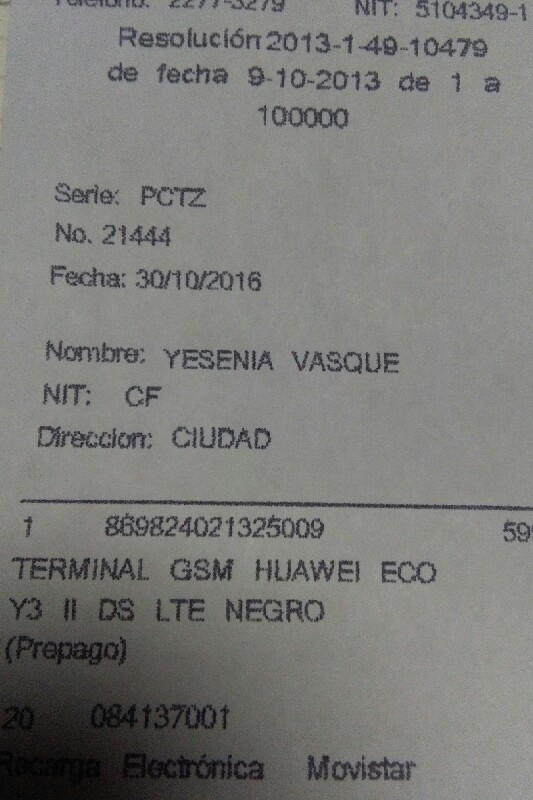 Teléfono: 2277-3279 NIT: 5104349-1
Resolución 2013-1-49-10479
de fecha 9-10-2013 de 1 a
100000
Serie: PCTZ
No. 21444
Fecha: 30/10/2016
Nombre: YESENIA VASQUE
NIT: CF
Direccion: CIUDAD
1 869824021325009
TERMINAL GSM HUAWEI ECO
Y3 II DS LTE NEGRO
(Prepago)
20 084137001
Recarga Electrónica Movistar